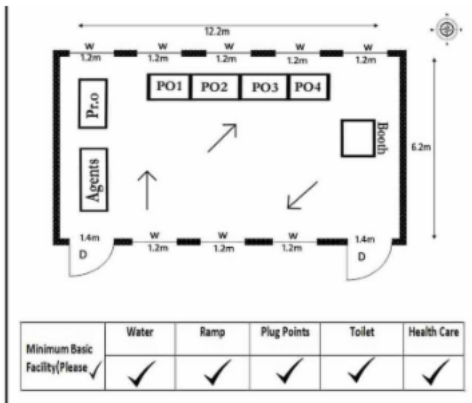 12.2m
W W W W W
1.2m 1.2m 1.2m 1.2m 1.2m
PO1 PO2 PO3 PO4
Pr.o
Booth
6.2m
Agents
1.4m W W W 1.4m
D 1.2m 1.2m 1.2m D
Water Ramp Plug Points Toilet Health Care
Minimum Basic
Facility(Please ✓ ✓ ✓ ✓ ✓ ✓